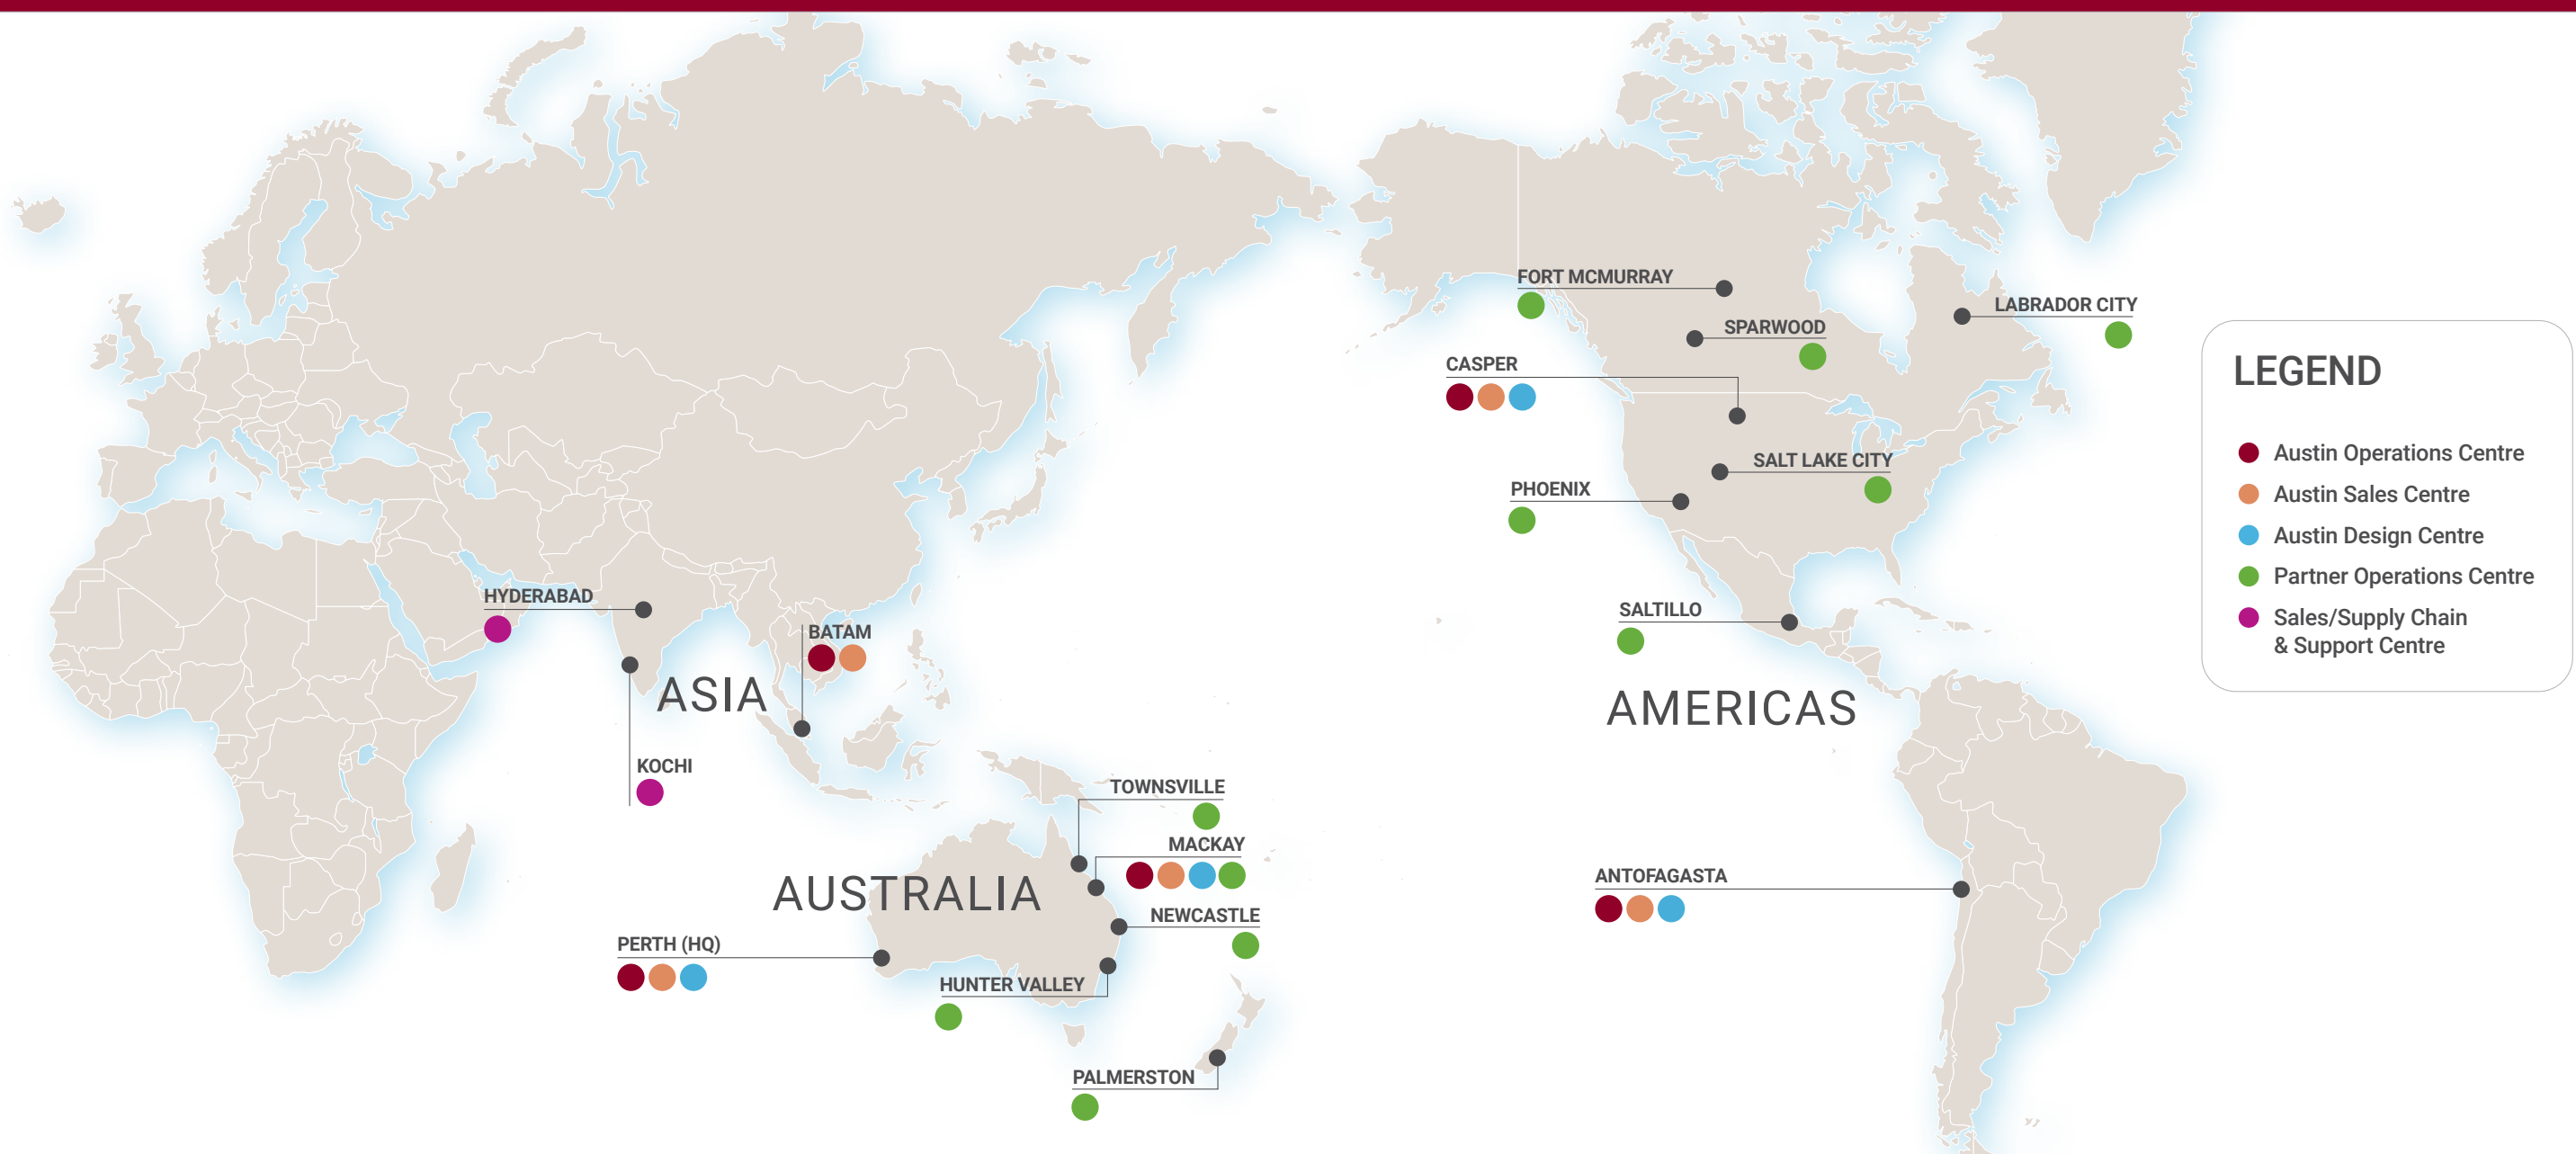 FORT MCMURRAY
LABRADOR CITY
SPARWOOD
CASPER
SALT LAKE CITY
PHOENIX
HYDERABAD
SALTILLO
BATAM
ASIA
AMERICAS
KOCHI
TOWNSVILLE
MACKAY
AUSTRALIA
ANTOFAGASTA
NEWCASTLE
PERTH (HQ)
HUNTER VALLEY
PALMERSTON
LEGEND
Austin Operations Centre
Austin Sales Centre
Austin Design Centre
Partner Operations Centre
Sales/Supply Chain
& Support Centre